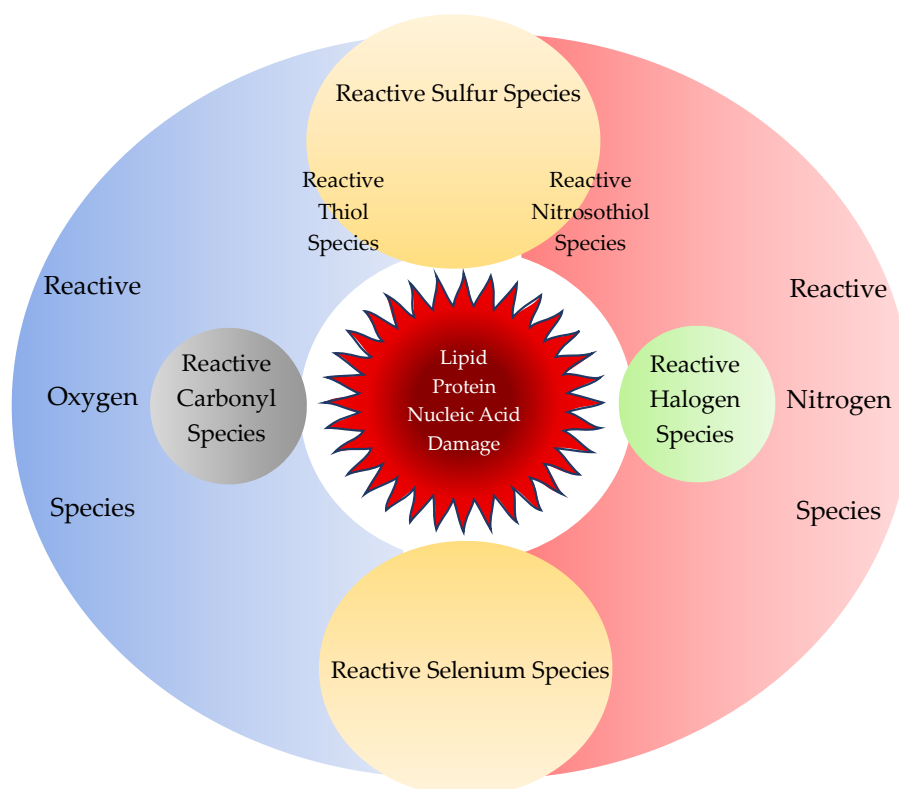 Reactive Sulfur Species
Reactive
Thiol
Species
Reactive
Nitrosothiol
Species
Reactive
Oxygen
Species
Reactive
Carbonyl
Species
Lipid
Protein
Nucleic Acid
Damage
Reactive
Halogen
Species
Reactive
Nitrogen
Species
Reactive Selenium Species